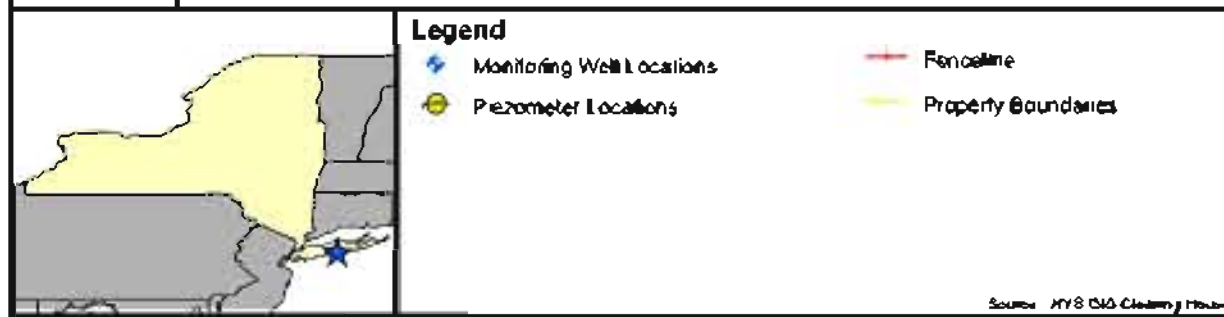 Legend
Monitoring Well Locations
Piezometer Locations
Fenceline
Property Boundaries
Source: NYS GIS Clearing House